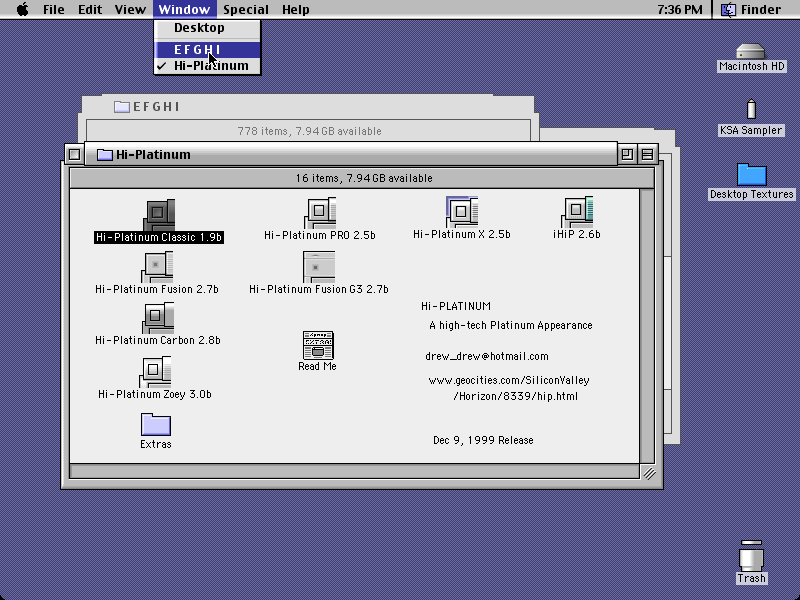 File Edit View Window Special Help 7:36 PM Finder
Desktop
E F G H I
✓ Hi-Platinum
Macintosh HD
KSA Sampler
Desktop Textures
E F G H I
778 items, 7.94 GB available
Hi-Platinum
16 items, 7.94 GB available
Hi-Platinum Classic 1.9b
Hi-Platinum PRO 2.5b
Hi-Platinum X 2.5b
iHiP 2.6b
Hi-Platinum Fusion 2.7b
Hi-Platinum Fusion G3 2.7b
Hi-PLATINUM
A high-tech Platinum Appearance
Hi-Platinum Carbon 2.8b
EXTRA!
Read Me
drew_drew@hotmail.com
www.geocities.com/SiliconValley
/Horizon/8339/hip.html
Hi-Platinum Zoey 3.0b
Extras
Dec 9, 1999 Release
Trash